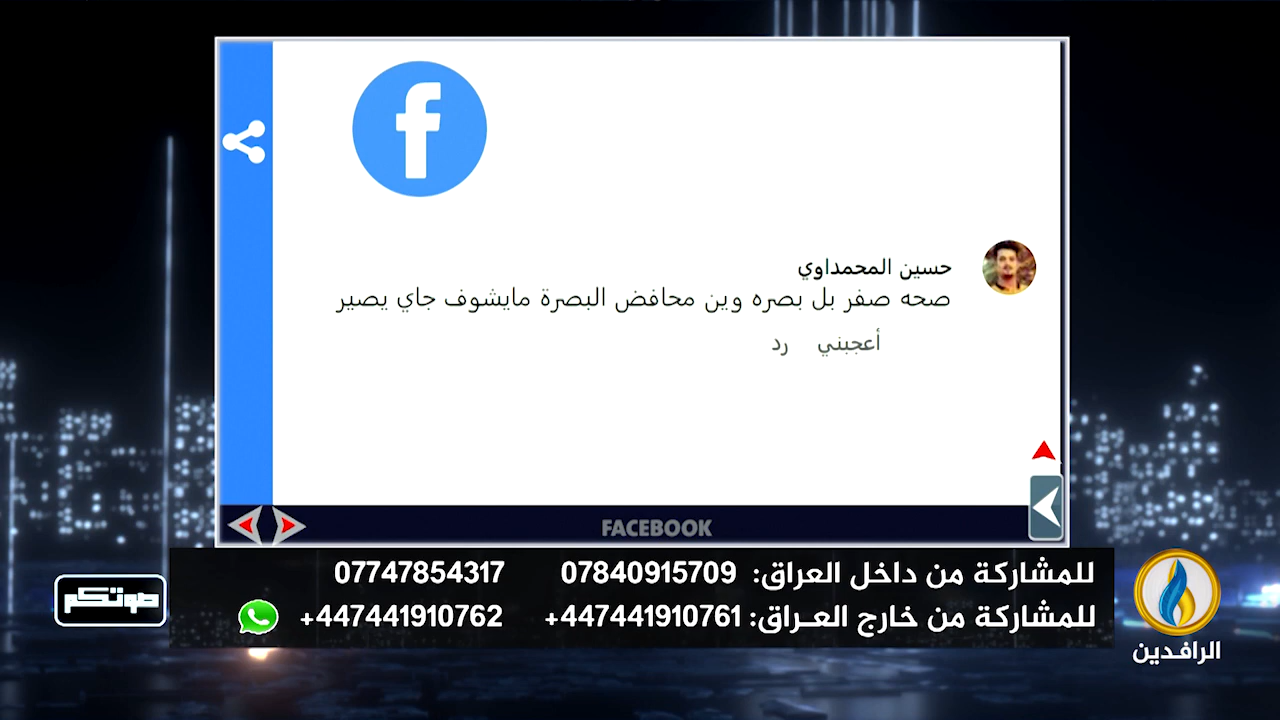 f
حسين المحمداوي
صحه صفر بل بصره وين محافض البصرة مايشوف جاي يصير
أعجبني رد
FACEBOOK
للمشاركة من داخل العراق: 07840915709 07747854317
للمشاركة من خارج العـراق: 447441910761+ 447441910762+
صوتكم
الرافدين